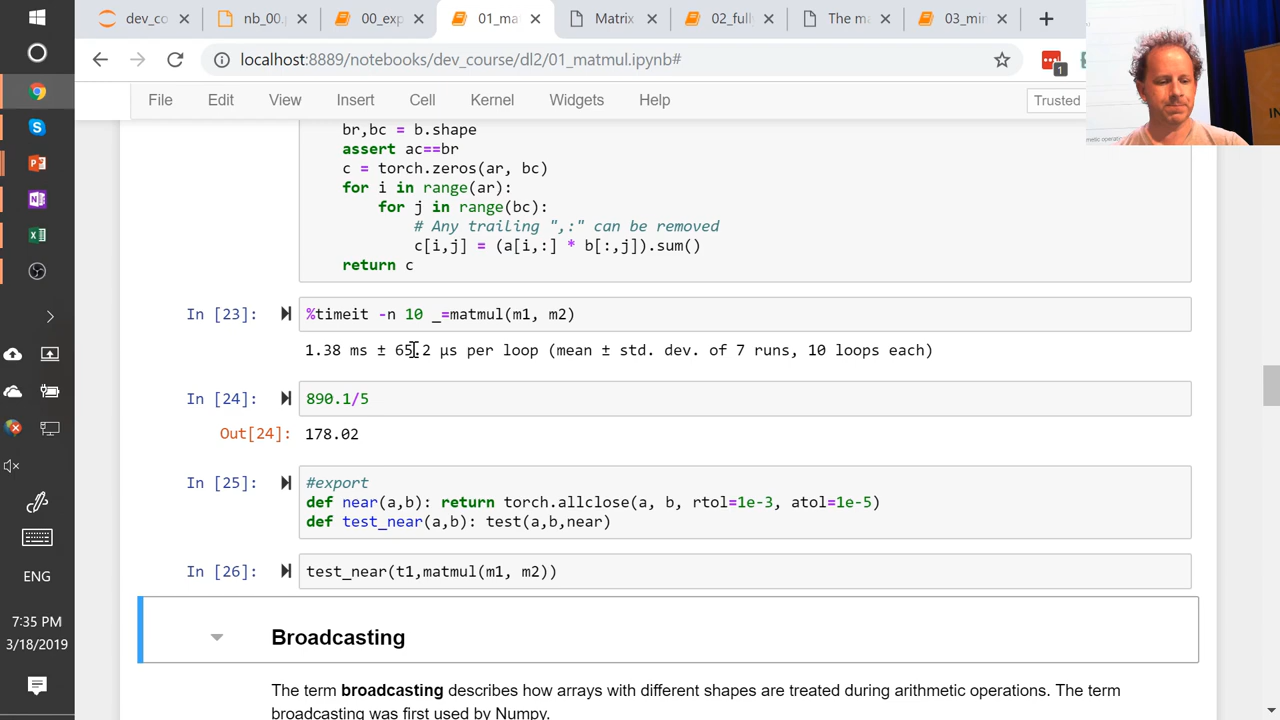 dev_co
nb_00.
00_exp
01_ma
Matrix
02_full
The ma
03_min
localhost:8889/notebooks/dev_course/dl2/01_matmul.ipynb#
1
File Edit View Insert Cell Kernel Widgets Help
Trusted
br,bc = b.shape
assert ac==br
c = torch.zeros(ar, bc)
for i in range(ar):
for j in range(bc):
# Any trailing ",:" can be removed
c[i,j] = (a[i,:] * b[:,j]).sum()
return c
In [23]: %timeit -n 10 _=matmul(m1, m2)
1.38 ms ± 65.2 µs per loop (mean ± std. dev. of 7 runs, 10 loops each)
In [24]: 890.1/5
Out[24]: 178.02
In [25]: #export
def near(a,b): return torch.allclose(a, b, rtol=1e-3, atol=1e-5)
def test_near(a,b): test(a,b,near)
In [26]: test_near(t1,matmul(m1, m2))
Broadcasting
The term broadcasting describes how arrays with different shapes are treated during arithmetic operations. The term
broadcasting was first used by Numpy.
ENG
7:35 PM
3/18/2019
IN